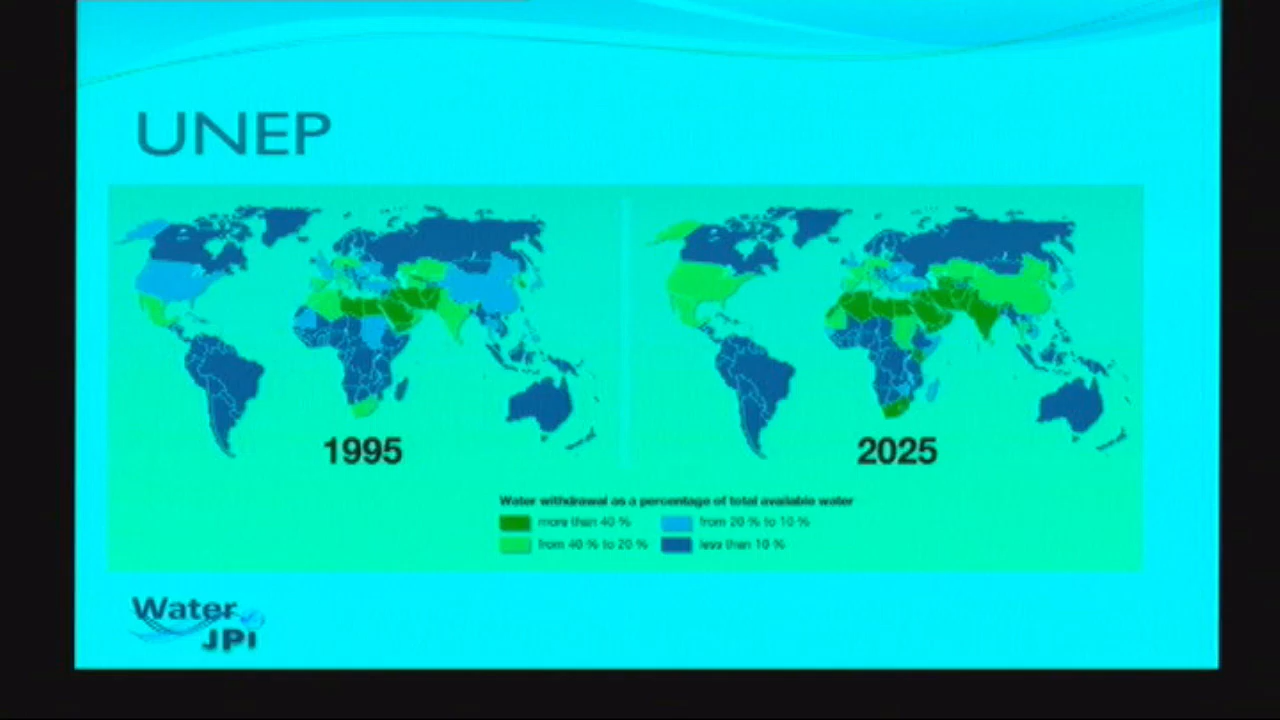 UNEP
1995
2025
Water withdrawal as a percentage of total available water
more than 40 %
from 20 % to 10 %
from 40 % to 20 %
less than 10 %
Water
JPI